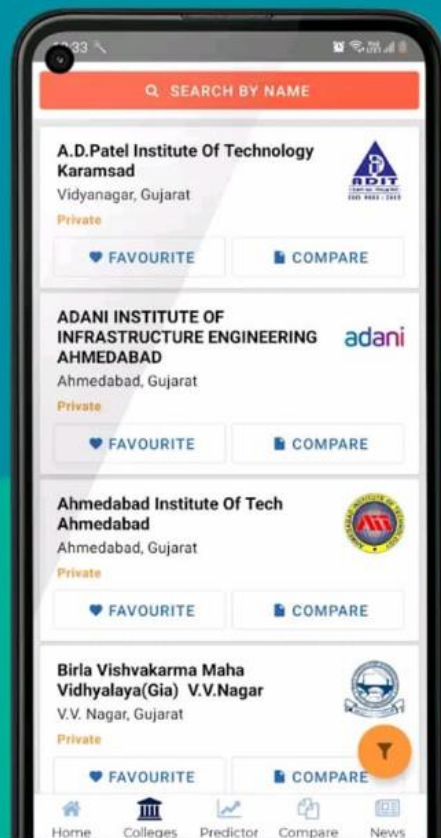 SEARCH BY NAME
A.D.Patel Institute Of Technology
Karamsad
Vidyanagar, Gujarat
Private
ADIT
FAVOURITE
COMPARE
ADANI INSTITUTE OF
INFRASTRUCTURE ENGINEERING
AHMEDABAD
adani
Ahmedabad, Gujarat
Private
FAVOURITE
COMPARE
Ahmedabad Institute Of Tech
Ahmedabad
Ahmedabad, Gujarat
Private
FAVOURITE
COMPARE
Birla Vishvakarma Maha
Vidhyalaya(Gia) V.V.Nagar
V.V. Nagar, Gujarat
Private
FAVOURITE
COMPARE
Home
Colleges
Predictor
Compare
News